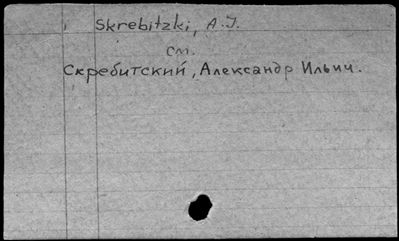 Skrebitzki, A.I.
см.
Скребитский, Александр Ильич.